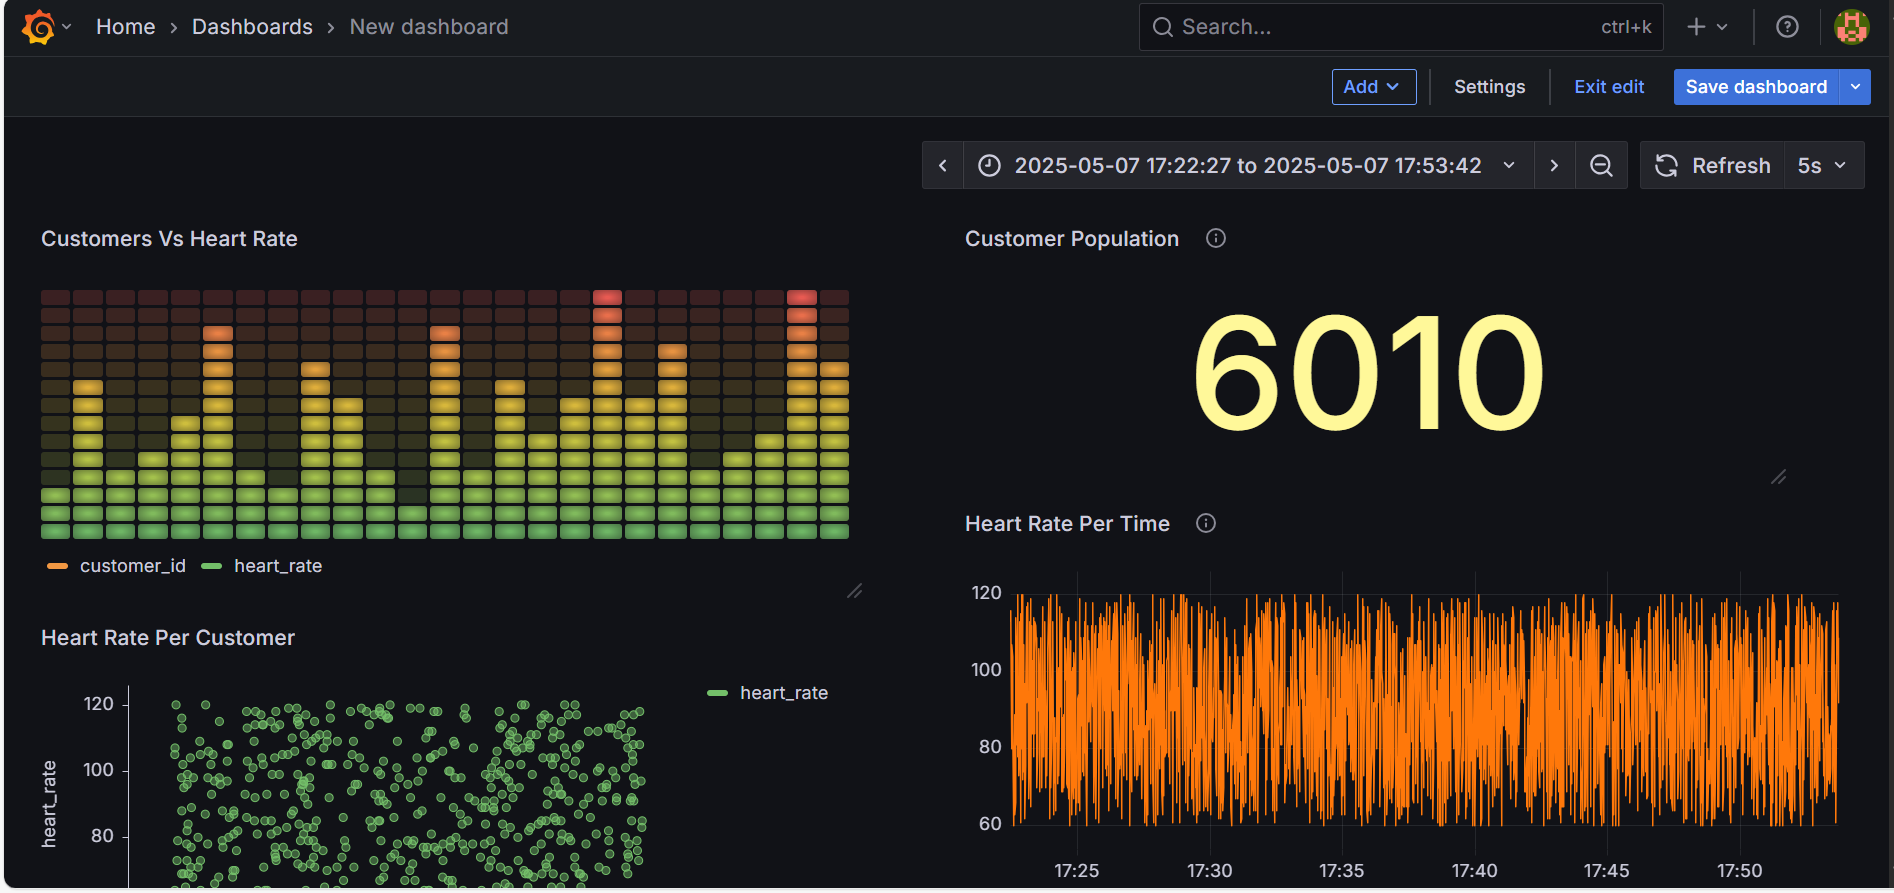 Home › Dashboards › New dashboard
Search... ctrl+k
Add Settings Exit edit Save dashboard
2025-05-07 17:22:27 to 2025-05-07 17:53:42 Refresh 5s
Customers Vs Heart Rate
customer_id heart_rate
Customer Population
6010
Heart Rate Per Customer
heart_rate
120
100
80
heart_rate
Heart Rate Per Time
120
100
80
60
17:25 17:30 17:35 17:40 17:45 17:50